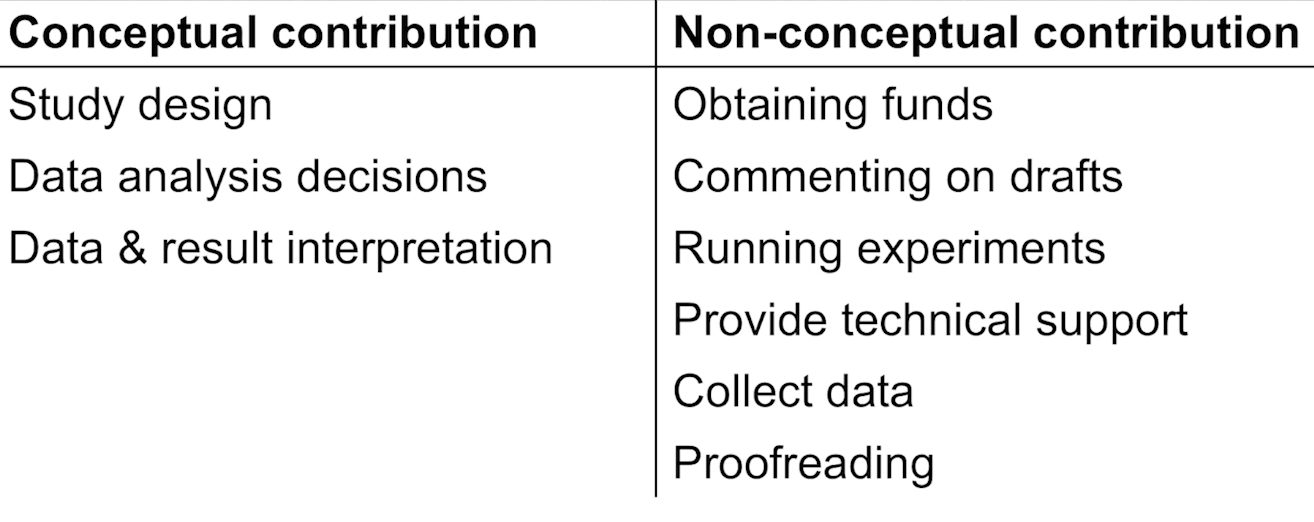 Conceptual contribution Non-conceptual contribution
Study design Obtaining funds
Data analysis decisions Commenting on drafts
Data & result interpretation Running experiments
Provide technical support
Collect data
Proofreading